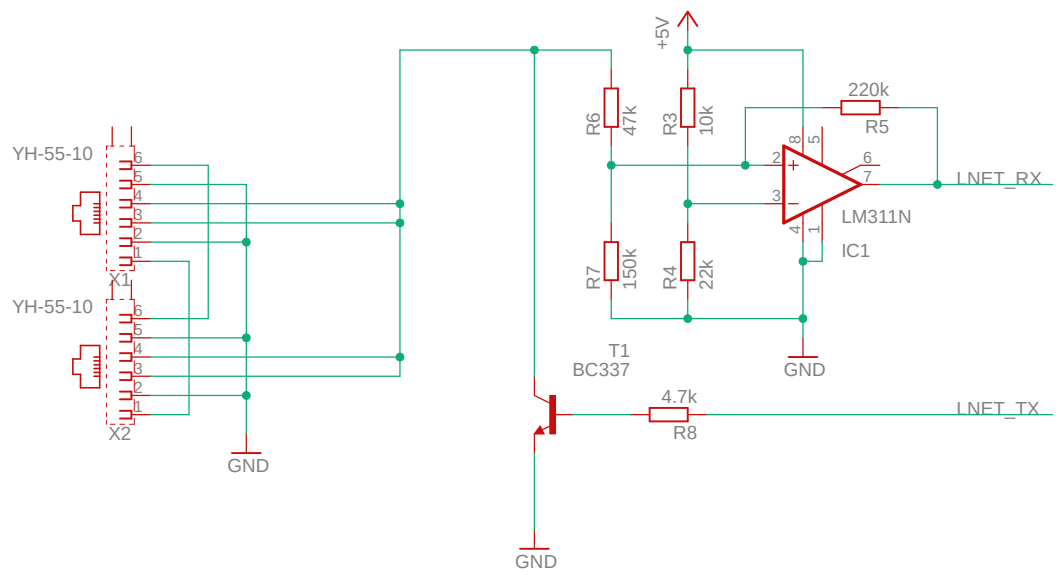 +5V
220k
R5
R6
47k
R3
10k
8
5
YH-55-10
6
5
4
3
2
1
X1
2
3
6
7
LNET_RX
LM311N
4
1
IC1
R7
150k
R4
22k
YH-55-10
6
5
4
3
2
1
X2
T1
BC337
GND
4.7k
R8
LNET_TX
GND
GND